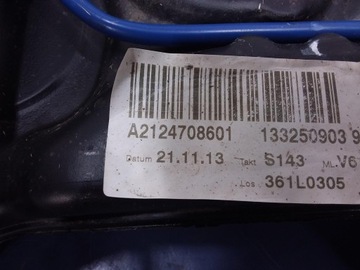 A2124708601 133250903 9
Datum 21.11.13 Takt S143 ML. V6
Los 361L0305